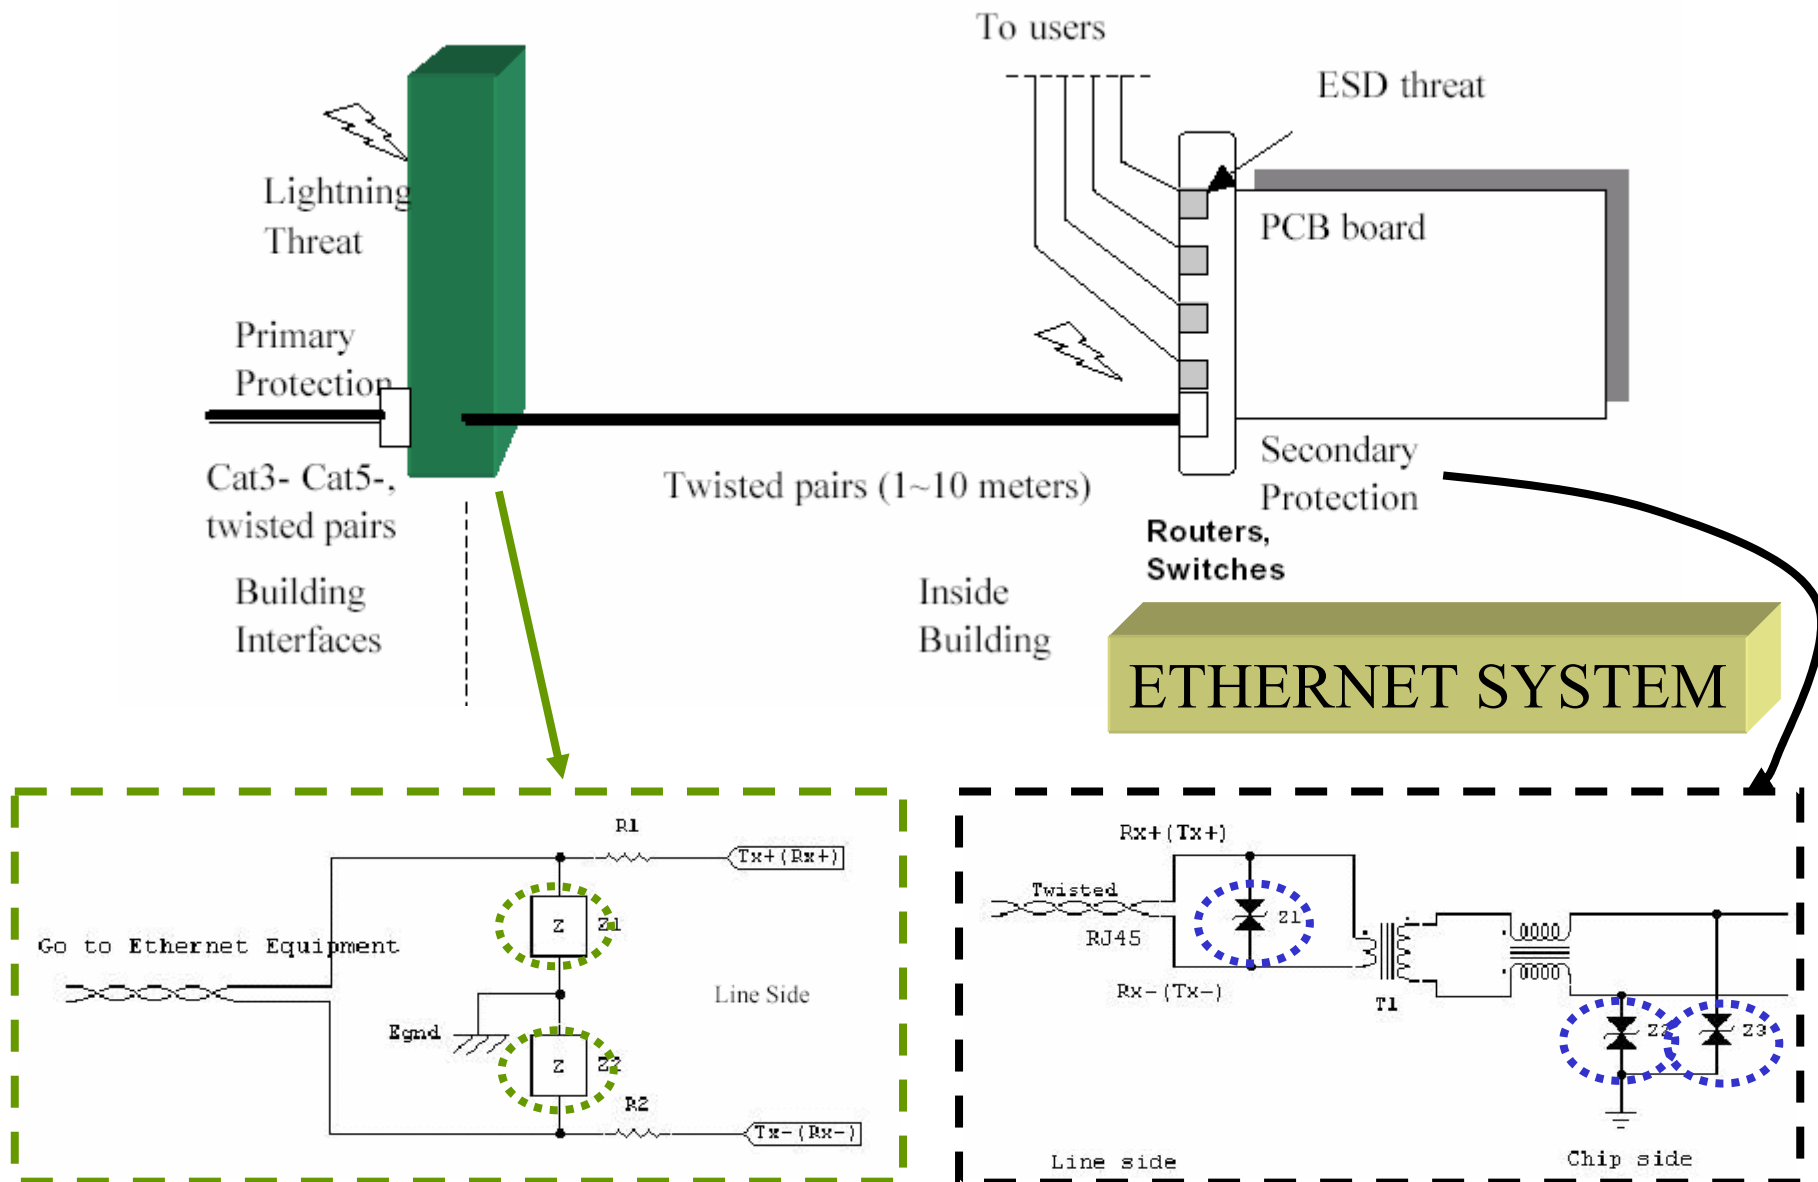 To users
ESD threat
Lightning
Threat
PCB board
Primary
Protection
Cat3- Cat5-,
twisted pairs
Twisted pairs (1~10 meters)
Secondary
Protection
Routers,
Switches
Building
Interfaces
Inside
Building
ETHERNET SYSTEM
R1
Tx+(Rx+)
Z
Z1
Go to Ethernet Equipment
Line Side
Egnd
Z
Z2
R2
Tx-(Rx-)
Rx+(Tx+)
Twisted
Z1
RJ45
Rx-(Tx-)
T1
Z2
Z3
Line side
Chip side